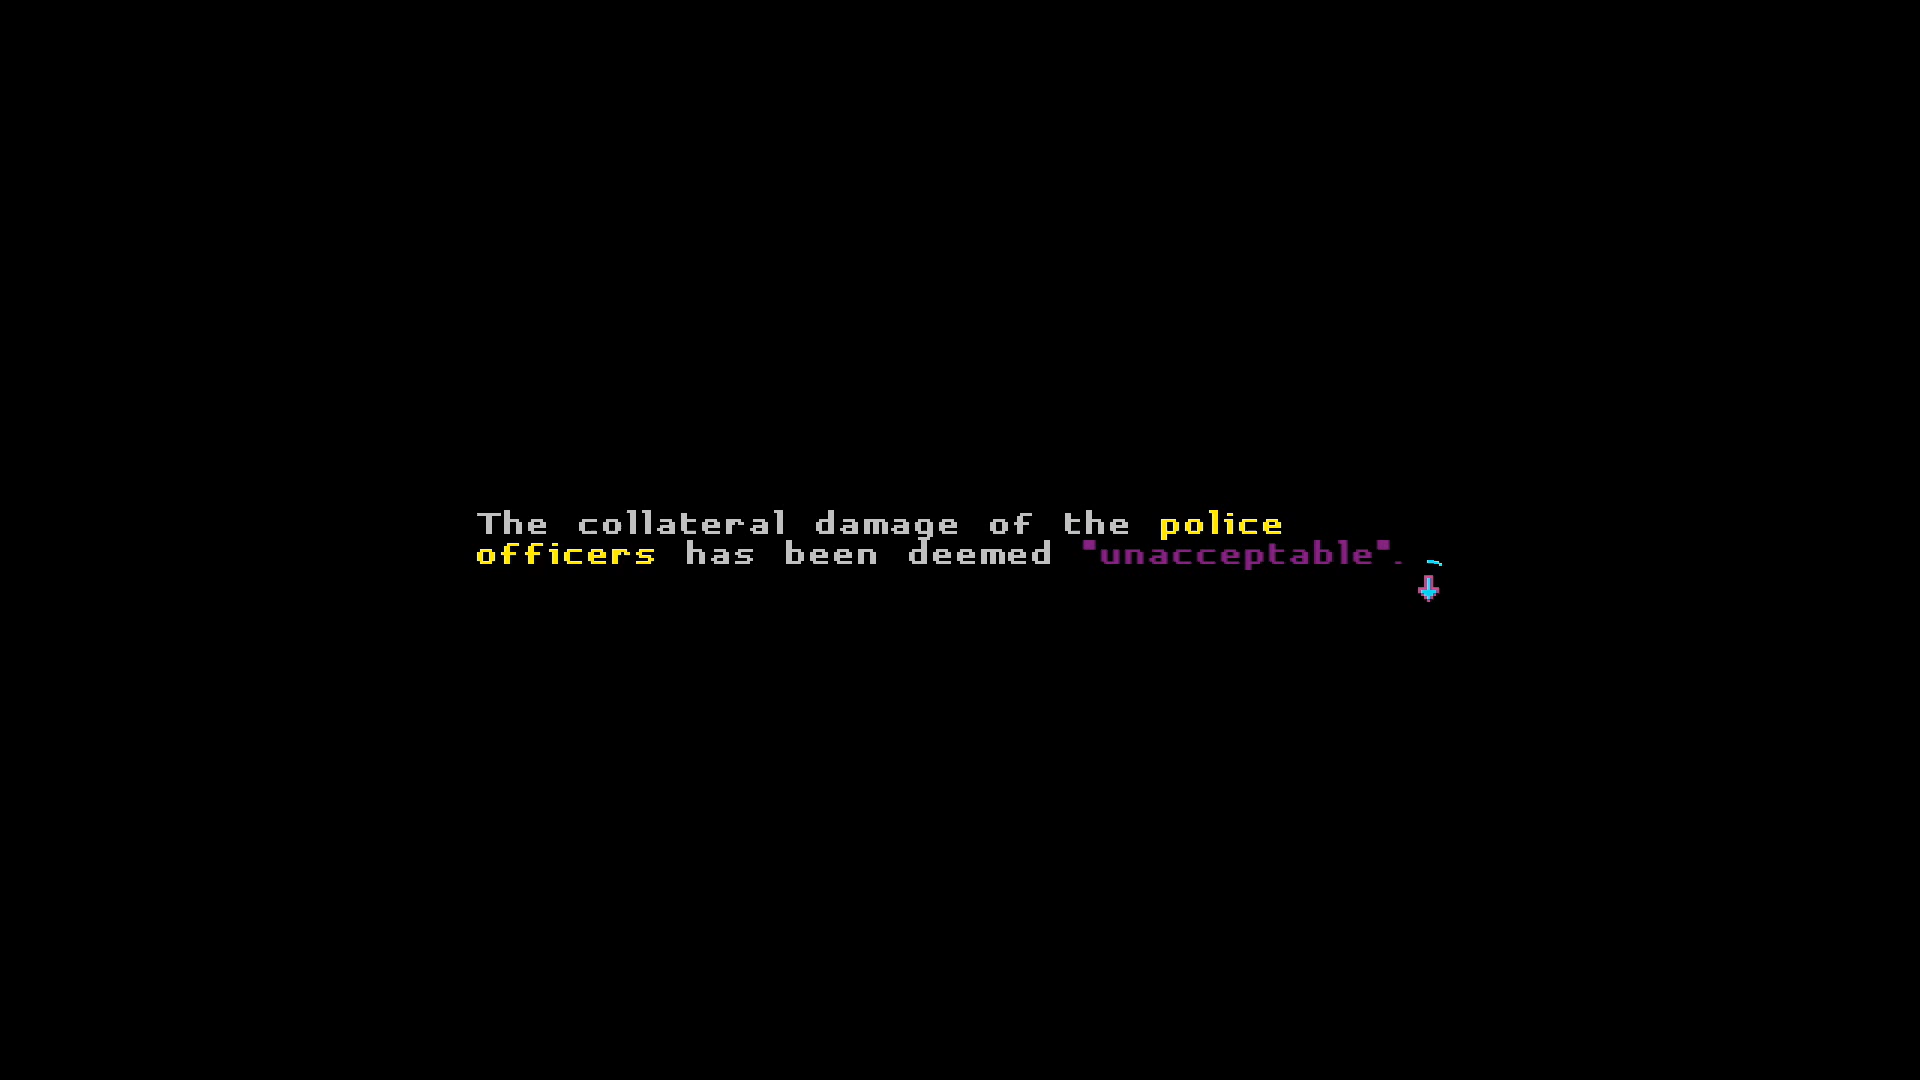 The collateral damage of the police
officers has been deemed "unacceptable".